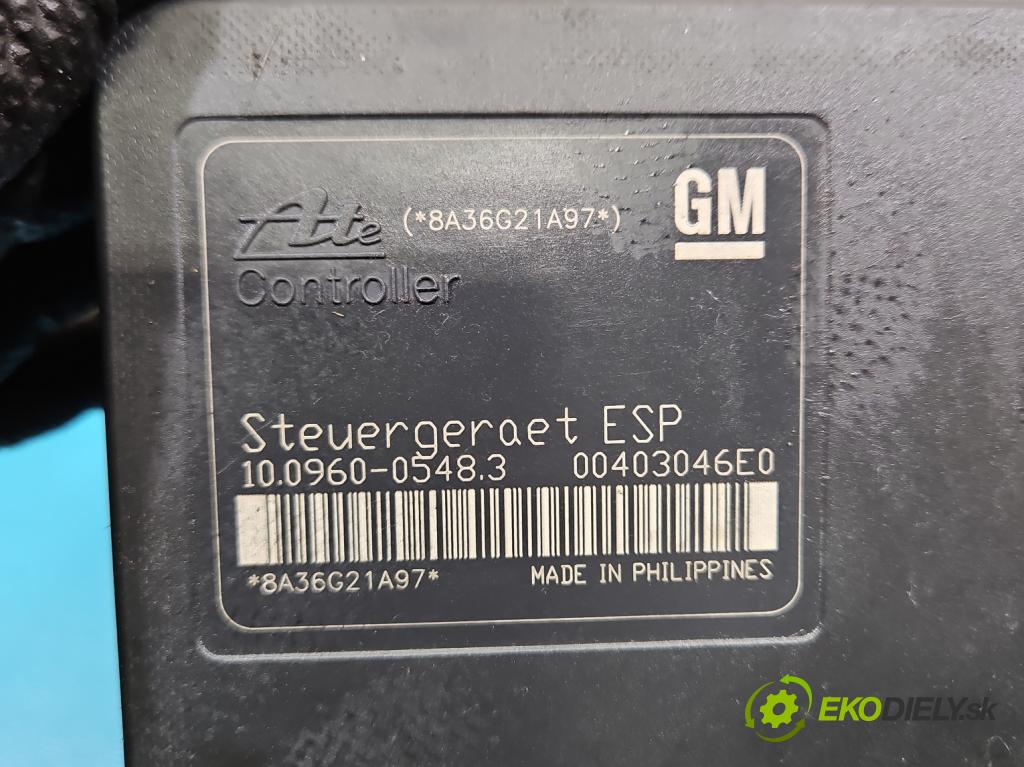 Ate (*8A36G21A97*) GM
Controller
Steuergeraet ESP
10.0960-0548.3 00403046E0
*8A36G21A97* MADE IN PHILIPPINES
EKODIELY.sk